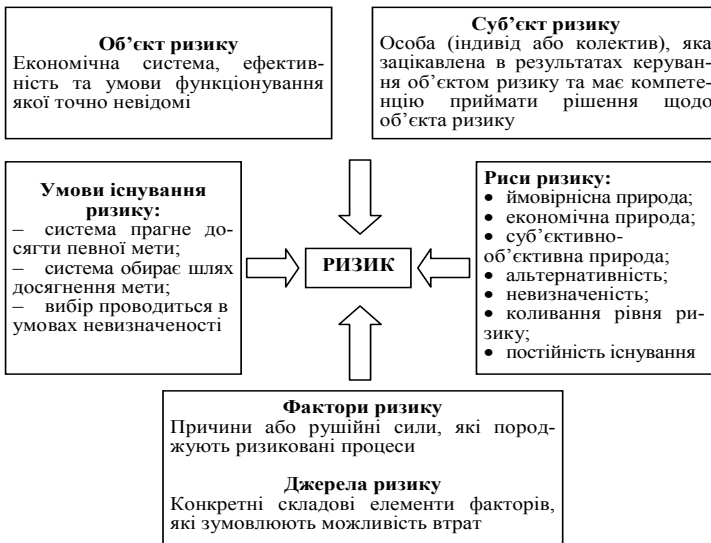 Об’єкт ризику
Економічна система, ефектив-
ність та умови функціонування
якої точно невідомі
Суб’єкт ризику
Особа (індивід або колектив), яка
зацікавлена в результатах керуван-
ня об’єктом ризику та має компетен-
цію приймати рішення щодо
об’єкта ризику
Умови існування
ризику:
– система прагне до-
сягти певної мети;
– система обирає шлях
досягнення мети;
– вибір проводиться в
умовах невизначеності
РИЗИК
Риси ризику:
• ймовірнісна природа;
• економічна природа;
• суб’єктивно-
об’єктивна природа;
• альтернативність;
• невизначеність;
• коливання рівня ри-
зику;
• постійність існування
Фактори ризику
Причини або рушійні сили, якіпород-
жують ризиковані процеси
Джерела ризику
Конкретні складові елементи факторів,
які зумовлюють можливість втрат